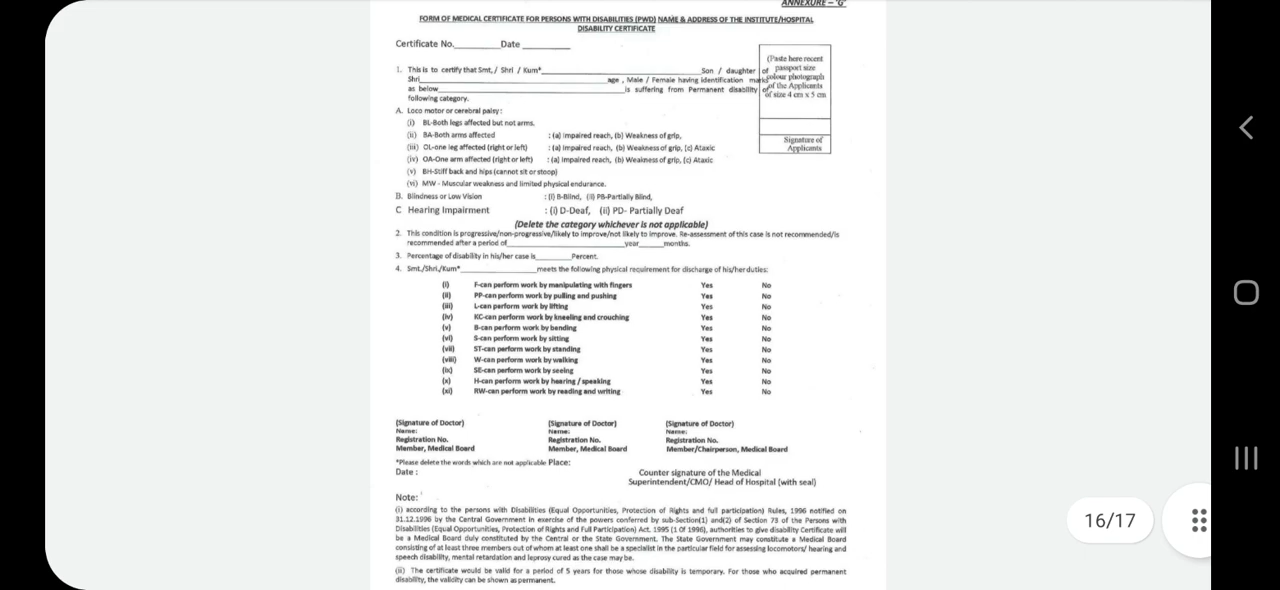 ANNEXURE – 'G'
FORM OF MEDICAL CERTIFICATE FOR PERSONS WITH DISABILITIES (PWD) NAME & ADDRESS OF THE INSTITUTE/HOSPITAL
DISABILITY CERTIFICATE
Certificate No.________Date ________
(Paste here recent
passport size
colour photograph
of the Applicants
of size 4 cm x 5 cm
1. This is to certify that Smt,/ Shri / Kum*________Son / daughter of
Shri________age , Male / Female having identification mark
as below________is suffering from Permanent disability of
following category.
A. Loco motor or cerebral palsy:
(i) BL-Both legs affected but not arms.
(ii) BA-Both arms affected : (a) Impaired reach, (b) Weakness of grip,
Signature of
Applicants
(iii) OL-one leg affected (right or left) : (a) Impaired reach, (b) Weakness of grip, (c) Ataxic
(iv) OA-One arm affected (right or left) : (a) Impaired reach, (b) Weakness of grip, (c) Ataxic
(v) BH-Stiff back and hips (cannot sit or stoop)
(vi) MW - Muscular weakness and limited physical endurance.
B. Blindness or Low Vision : (i) B-Blind, (ii) PB-Partially Blind,
C Hearing Impairment : (i) D-Deaf, (ii) PD- Partially Deaf
(Delete the category whichever is not applicable)
2. This condition is progressive/non-progressive/likely to improve/not likely to improve. Re-assessment of this case is not recommended/is
recommended after a period of________year______months.
3. Percentage of disability in his/her case is________Percent.
4. Smt./Shri./Kum*________meets the following physical requirement for discharge of his/her duties:
(i) F-can perform work by manipulating with fingers Yes No
(ii) PP-can perform work by pulling and pushing Yes No
(iii) L-can perform work by lifting Yes No
(iv) KC-can perform work by kneeling and crouching Yes No
(v) B-can perform work by bending Yes No
(vi) S-can perform work by sitting Yes No
(vii) ST-can perform work by standing Yes No
(viii) W-can perform work by walking Yes No
(ix) SE-can perform work by seeing Yes No
(x) H-can perform work by hearing / speaking Yes No
(xi) RW-can perform work by reading and writing Yes No
(Signature of Doctor) (Signature of Doctor) (Signature of Doctor)
Name: Name: Name:
Registration No. Registration No. Registration No.
Member, Medical Board Member, Medical Board Member/Chairperson, Medical Board
*Please delete the words which are not applicable Place:
Date :
Counter signature of the Medical
Superintendent/CMO/ Head of Hospital (with seal)
Note:
(i) according to the persons with Disabilities (Equal Opportunities, Protection of Rights and full participation) Rules, 1996 notified on
31.12.1996 by the Central Government in exercise of the powers conferred by sub-Section(1) and(2) of Section 73 of the Persons with
Disabilities (Equal Opportunities, Protection of Rights and Full Participation) Act. 1995 (1 Of 1996), authorities to give disability Certificate will
be a Medical Board duly constituted by the Central or the State Government. The State Government may constitute a Medical Board
consisting of at least three members out of whom at least one shall be a specialist in the particular field for assessing locomotors/ hearing and
speech disability, mental retardation and leprosy cured as the case may be.
(ii) The certificate would be valid for a period of 5 years for those whose disability is temporary. For those who acquired permanent
disability, the validity can be shown as permanent.
16/17